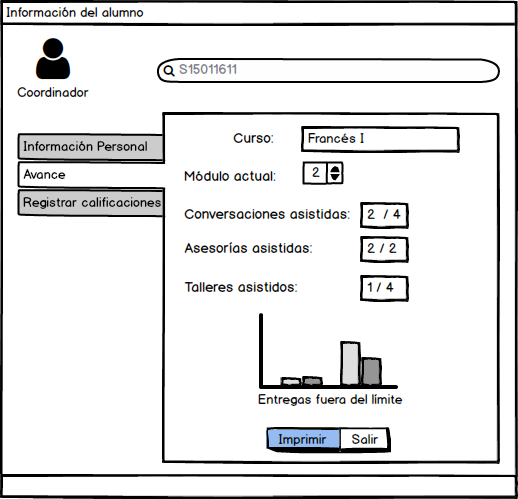 Información del alumno
S15011611
Coordinador
Información Personal
Avance
Registrar calificaciones
Curso: Francés I
Módulo actual: 2
Conversaciones asistidas: 2 / 4
Asesorías asistidas: 2 / 2
Talleres asistidos: 1 / 4
Entregas fuera del límite
Imprimir Salir